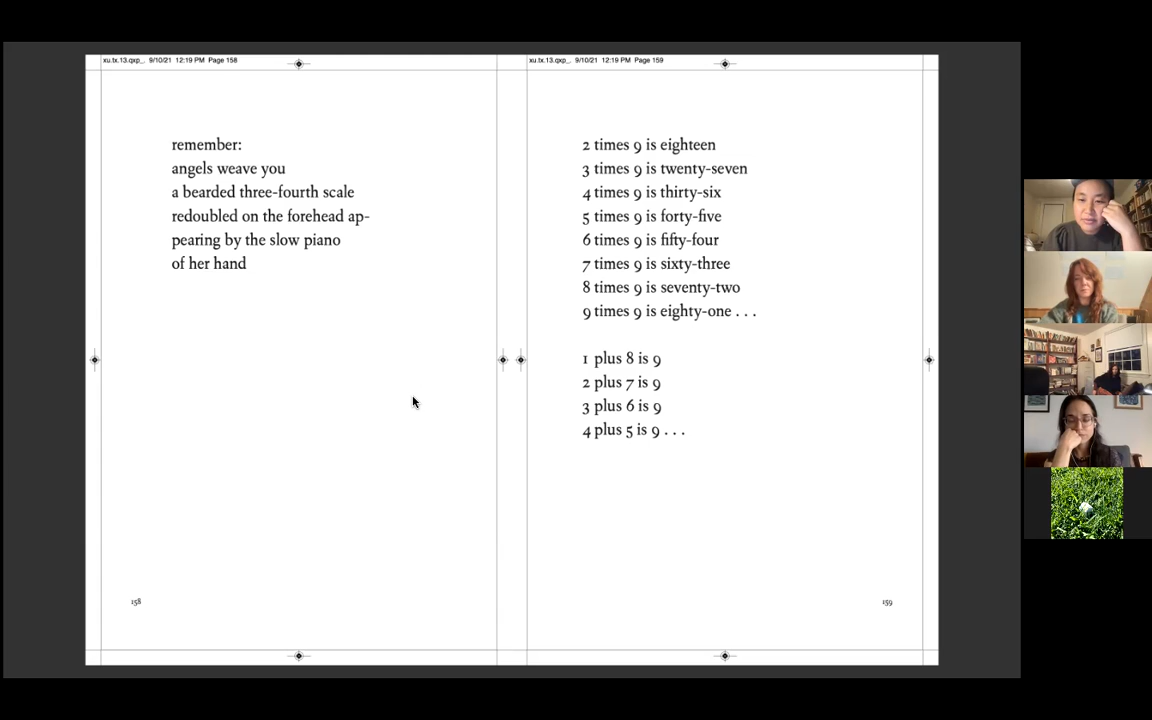 xu.tx.13.qxp_. 9/10/21 12:19 PM Page 158
remember:
angels weave you
a bearded three-fourth scale
redoubled on the forehead ap-
pearing by the slow piano
of her hand
158
xu.tx.13.qxp_. 9/10/21 12:19 PM Page 159
2 times 9 is eighteen
3 times 9 is twenty-seven
4 times 9 is thirty-six
5 times 9 is forty-five
6 times 9 is fifty-four
7 times 9 is sixty-three
8 times 9 is seventy-two
9 times 9 is eighty-one . . .
1 plus 8 is 9
2 plus 7 is 9
3 plus 6 is 9
4 plus 5 is 9 . . .
159